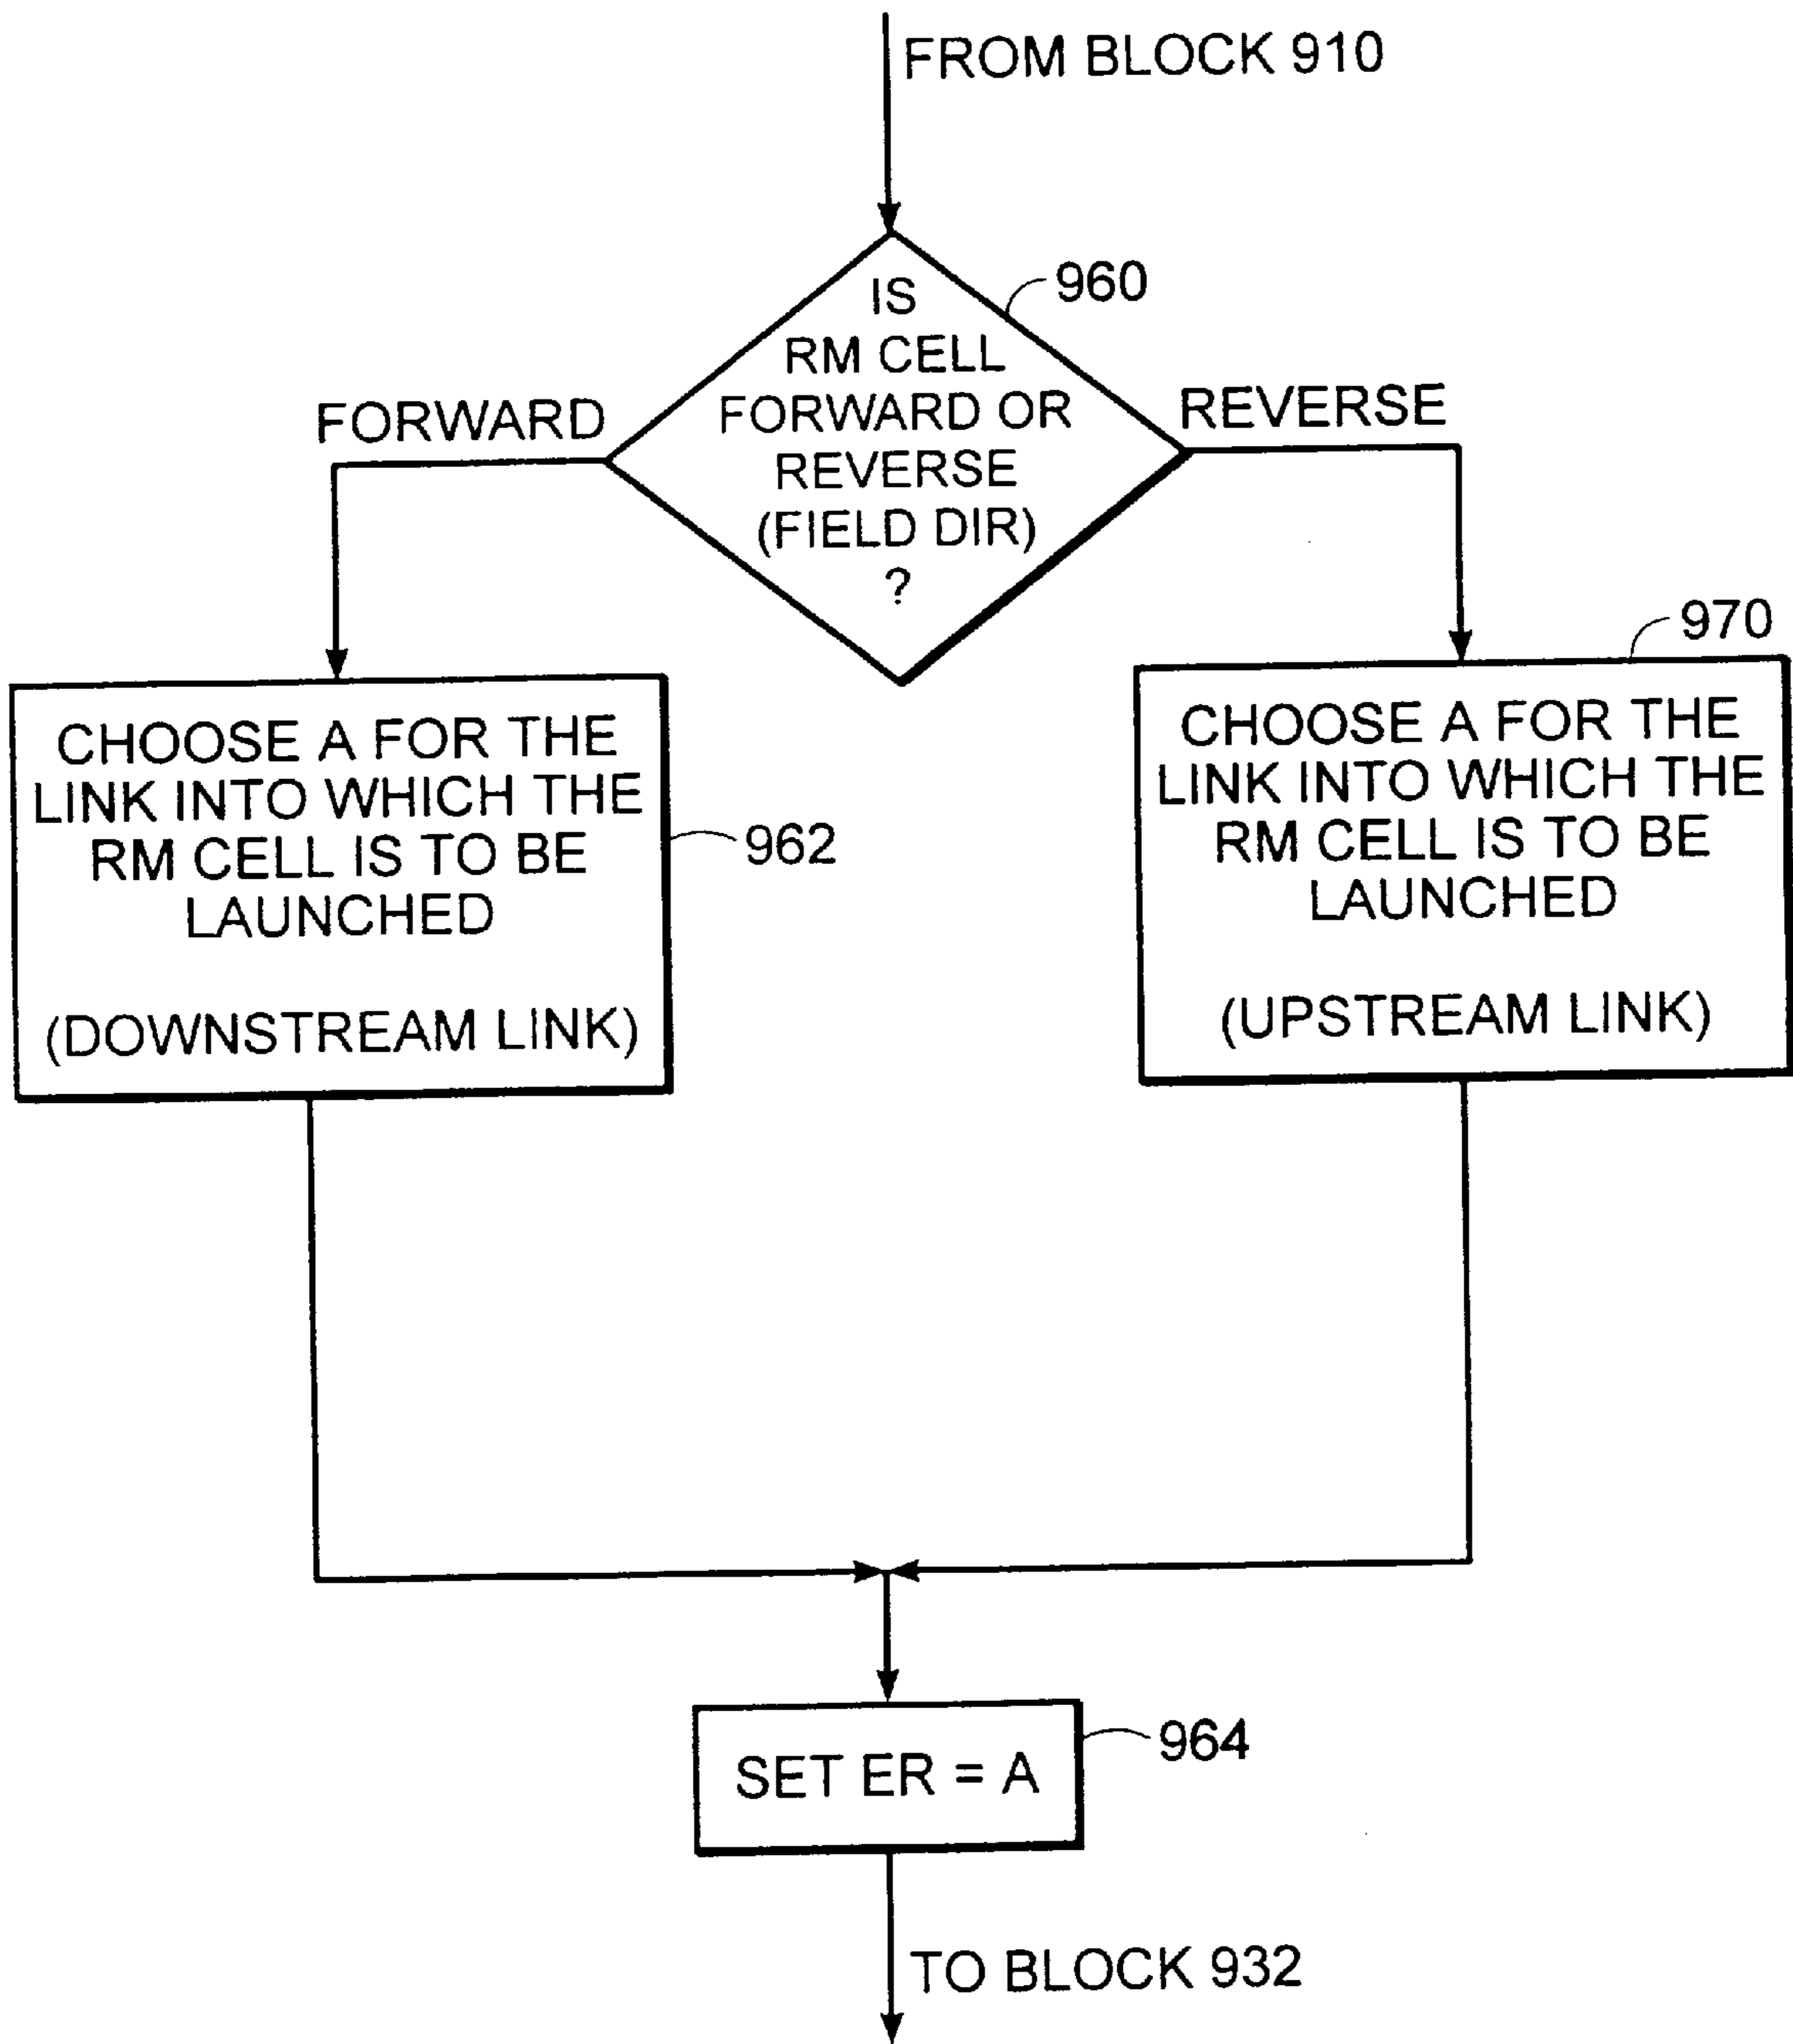 FROM BLOCK 910
960
IS
RM CELL
FORWARD OR
REVERSE
(FIELD DIR)
?
FORWARD
REVERSE
CHOOSE A FOR THE
LINK INTO WHICH THE
RM CELL IS TO BE
LAUNCHED
(DOWNSTREAM LINK)
962
970
CHOOSE A FOR THE
LINK INTO WHICH THE
RM CELL IS TO BE
LAUNCHED
(UPSTREAM LINK)
SET ER = A
964
TO BLOCK 932